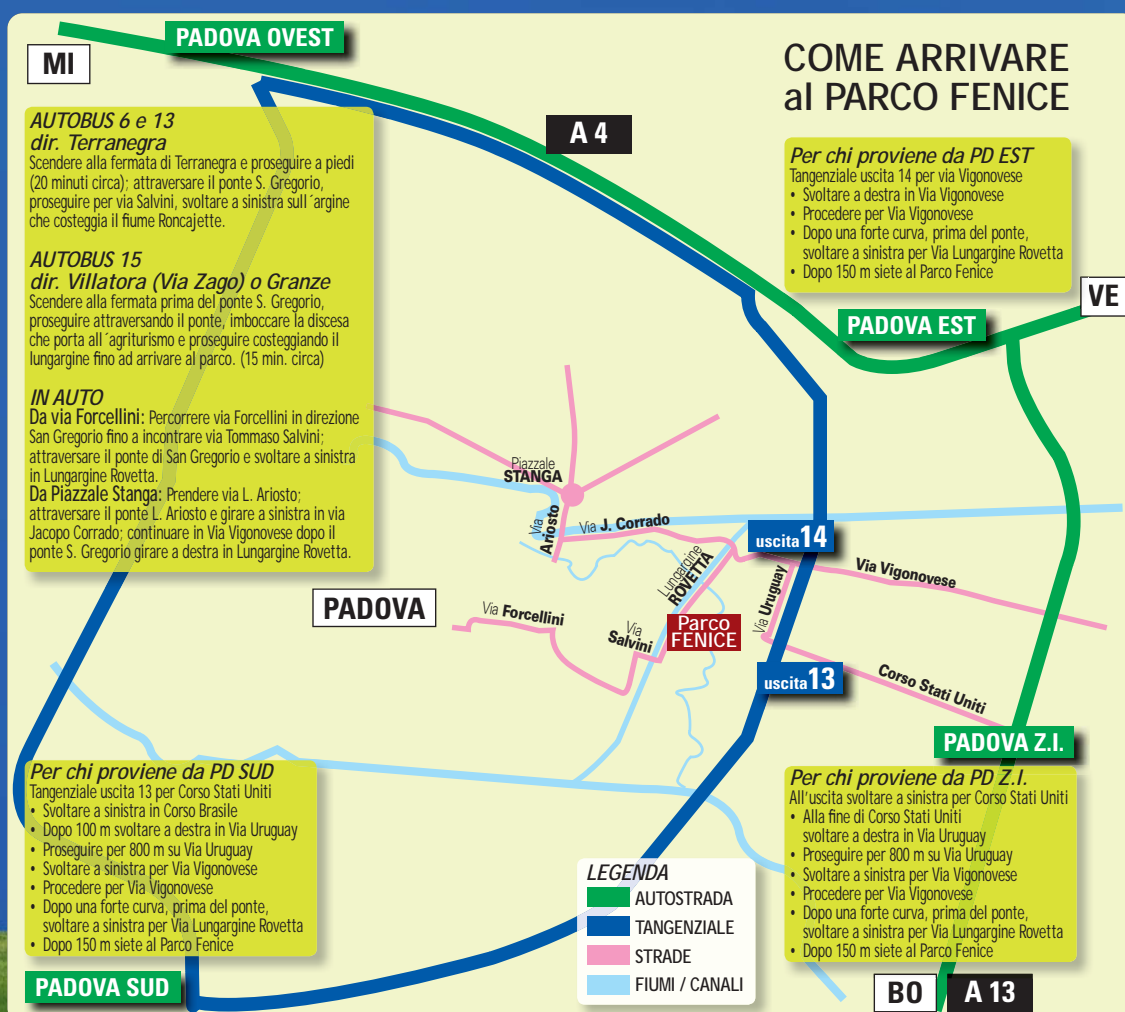 COME ARRIVARE
al PARCO FENICE
MI
PADOVA OVEST
A 4
AUTOBUS 6 e 13
dir. Terranegra
Scendere alla fermata di Terranegra e proseguire a piedi
(20 minuti circa); attraversare il ponte S. Gregorio,
proseguire per via Salvini, svoltare a sinistra sull´argine
che costeggia il fiume Roncajette.
AUTOBUS 15
dir. Villatora (Via Zago) o Granze
Scendere alla fermata prima del ponte S. Gregorio,
proseguire attraversando il ponte, imboccare la discesa
che porta all´agriturismo e proseguire costeggiando il
lungargine fino ad arrivare al parco. (15 min. circa)
IN AUTO
Da via Forcellini: Percorrere via Forcellini in direzione
San Gregorio fino a incontrare via Tommaso Salvini;
attraversare il ponte di San Gregorio e svoltare a sinistra
in Lungargine Rovetta.
Da Piazzale Stanga: Prendere via L. Ariosto;
attraversare il ponte L. Ariosto e girare a sinistra in via
Jacopo Corrado; continuare in Via Vigonovese dopo il
ponte S. Gregorio girare a destra in Lungargine Rovetta.
Per chi proviene da PD EST
Tangenziale uscita 14 per via Vigonovese
• Svoltare a destra in Via Vigonovese
• Procedere per Via Vigonovese
• Dopo una forte curva, prima del ponte,
svoltare a sinistra per Via Lungargine Rovetta
• Dopo 150 m siete al Parco Fenice
VE
PADOVA EST
Piazzale
STANGA
Via
Ariosto
Via J. Corrado
Lungargine
ROVETTA
uscita 14
Via Vigonovese
Via Uruguay
PADOVA
Via Forcellini
Via
Salvini
Parco
FENICE
uscita 13
Corso Stati Uniti
PADOVA Z.I.
Per chi proviene da PD SUD
Tangenziale uscita 13 per Corso Stati Uniti
• Svoltare a sinistra in Corso Brasile
• Dopo 100 m svoltare a destra in Via Uruguay
• Proseguire per 800 m su Via Uruguay
• Svoltare a sinistra per Via Vigonovese
• Procedere per Via Vigonovese
• Dopo una forte curva, prima del ponte,
svoltare a sinistra per Via Lungargine Rovetta
• Dopo 150 m siete al Parco Fenice
PADOVA SUD
LEGENDA
AUTOSTRADA
TANGENZIALE
STRADE
FIUMI / CANALI
Per chi proviene da PD Z.I.
All'uscita svoltare a sinistra per Corso Stati Uniti
• Alla fine di Corso Stati Uniti
svoltare a destra in Via Uruguay
• Proseguire per 800 m su Via Uruguay
• Svoltare a sinistra per Via Vigonovese
• Procedere per Via Vigonovese
• Dopo una forte curva, prima del ponte,
svoltare a sinistra per Via Lungargine Rovetta
• Dopo 150 m siete al Parco Fenice
BO
A 13